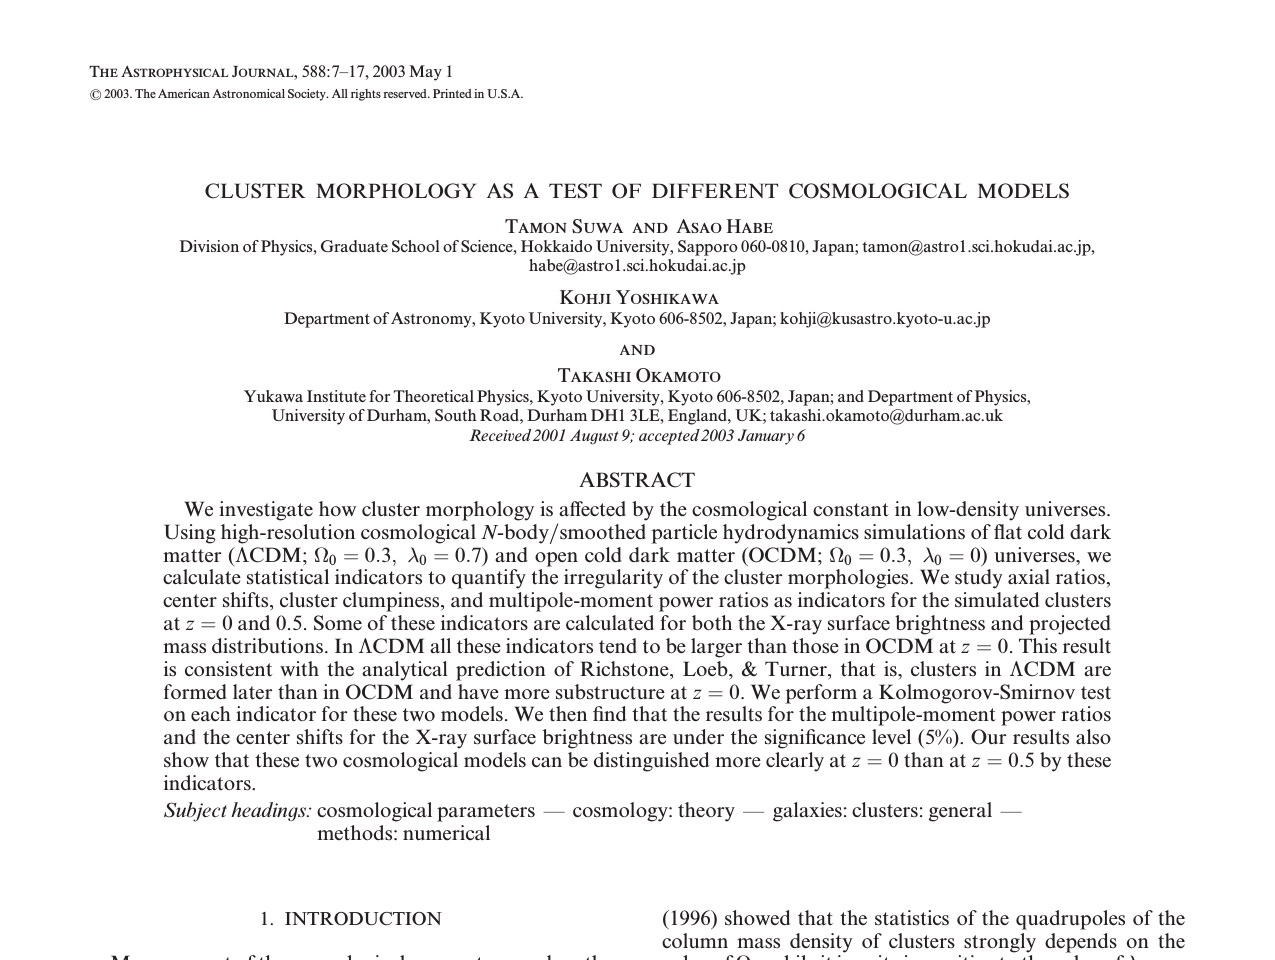 THE ASTROPHYSICAL JOURNAL, 588:7–17, 2003 May 1
© 2003. The American Astronomical Society. All rights reserved. Printed in U.S.A.
CLUSTER MORPHOLOGY AS A TEST OF DIFFERENT COSMOLOGICAL MODELS
Tamon Suwa and Asao Habe
Division of Physics, Graduate School of Science, Hokkaido University, Sapporo 060-0810, Japan; tamon@astro1.sci.hokudai.ac.jp,
habe@astro1.sci.hokudai.ac.jp
Kohji Yoshikawa
Department of Astronomy, Kyoto University, Kyoto 606-8502, Japan; kohji@kusastro.kyoto-u.ac.jp
and
Takashi Okamoto
Yukawa Institute for Theoretical Physics, Kyoto University, Kyoto 606-8502, Japan; and Department of Physics,
University of Durham, South Road, Durham DH1 3LE, England, UK; takashi.okamoto@durham.ac.uk
Received 2001 August 9; accepted 2003 January 6
ABSTRACT
We investigate how cluster morphology is affected by the cosmological constant in low-density universes.
Using high-resolution cosmological N-body/smoothed particle hydrodynamics simulations of flat cold dark
matter (ΛCDM; Ω₀ = 0.3, λ₀ = 0.7) and open cold dark matter (OCDM; Ω₀ = 0.3, λ₀ = 0) universes, we
calculate statistical indicators to quantify the irregularity of the cluster morphologies. We study axial ratios,
center shifts, cluster clumpiness, and multipole-moment power ratios as indicators for the simulated clusters
at z = 0 and 0.5. Some of these indicators are calculated for both the X-ray surface brightness and projected
mass distributions. In ΛCDM all these indicators tend to be larger than those in OCDM at z = 0. This result
is consistent with the analytical prediction of Richstone, Loeb, & Turner, that is, clusters in ΛCDM are
formed later than in OCDM and have more substructure at z = 0. We perform a Kolmogorov-Smirnov test
on each indicator for these two models. We then find that the results for the multipole-moment power ratios
and the center shifts for the X-ray surface brightness are under the significance level (5%). Our results also
show that these two cosmological models can be distinguished more clearly at z = 0 than at z = 0.5 by these
indicators.
Subject headings: cosmological parameters — cosmology: theory — galaxies: clusters: general —
methods: numerical
1. INTRODUCTION
(1996) showed that the statistics of the quadrupoles of the
column mass density of clusters strongly depends on the